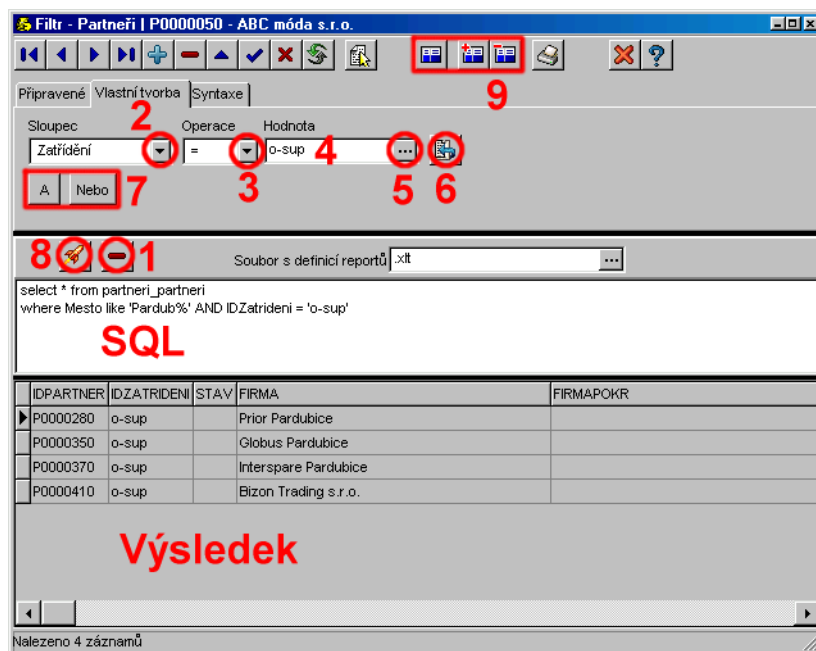 Filtr - Partneři | P0000050 - ABC móda s.r.o.
9
Připravené Vlastní tvorba Syntaxe
2
Sloupec Operace Hodnota
Zatřídění = o-sup 4 ...
7 3 5 6
A Nebo
8 1 Soubor s definicí reportů .xlt ...
select * from partneri_partneri
where Mesto like 'Pardub%' AND IDZatrideni = 'o-sup'
SQL
IDPARTNER IDZATRIDENI STAV FIRMA FIRMAPOKR
P0000280 o-sup Prior Pardubice
P0000350 o-sup Globus Pardubice
P0000370 o-sup Interspare Pardubice
P0000410 o-sup Bizon Trading s.r.o.
Výsledek
Nalezeno 4 záznamů